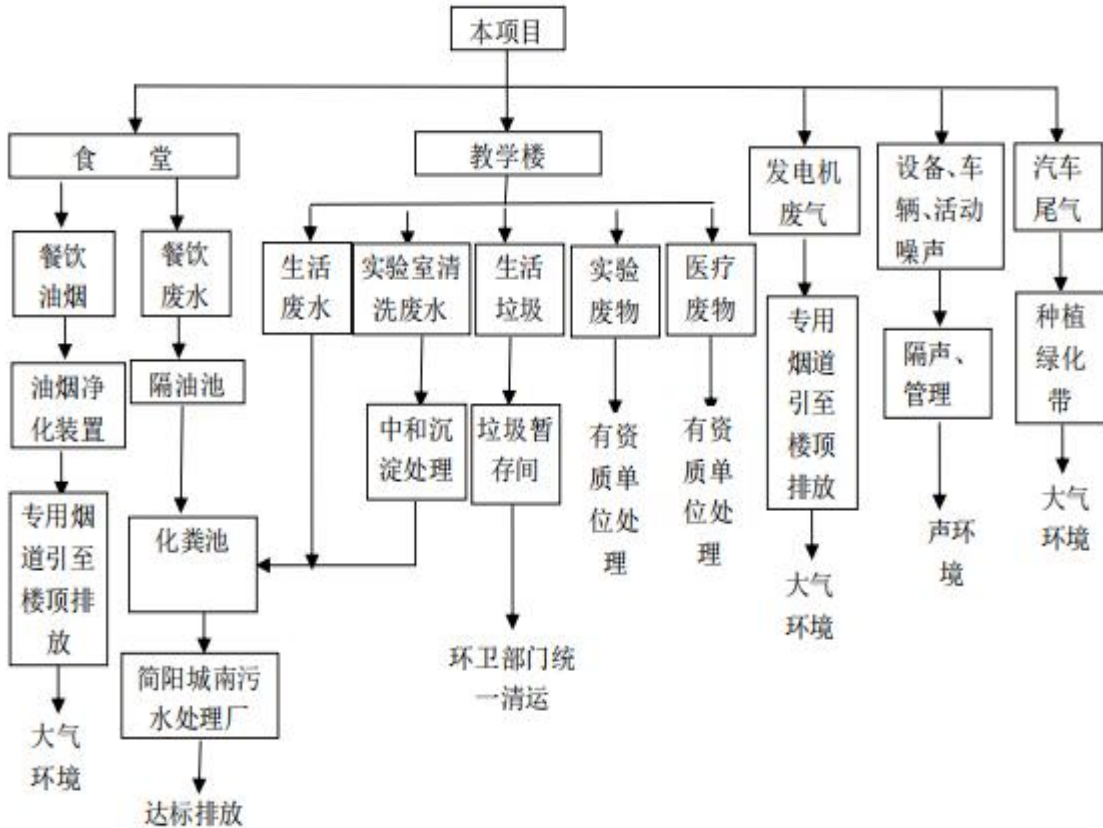 本项目
食 堂
教学楼
发电机
废气
设备、车
辆、活动
噪声
汽车
尾气
餐饮
油烟
餐饮
废水
生活
废水
实验室清
洗废水
生活
垃圾
实验
废物
医疗
废物
专用
烟道
引至
楼顶
排放
隔声、
管理
种植
绿化
带
油烟净
化装置
隔油池
中和沉
淀处理
垃圾暂
存间
有资
质单
位处
理
有资
质单
位处
理
专用烟
道引至
楼顶排
放
化粪池
大气
环境
声环
境
大气
环境
简阳城南污
水处理厂
环卫部门统
一清运
大气
环境
达标排放